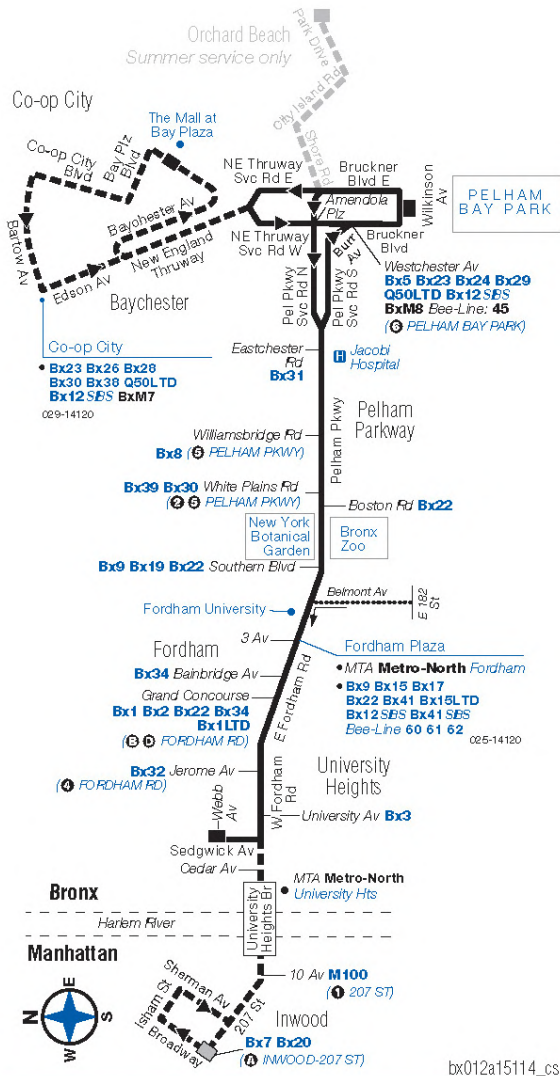 Orchard Beach
Summer service only
Park Drive
City Island Rd
Shore Rd
Co-op City
The Mall at
Bay Plaza
Co-op City
Blvd
Bay Plz
Blvd
Bartow Av
Baychester Av
New England
Thruway
Edson Av
Baychester
NE Thruway
Svc Rd E
Bruckner
Blvd E
Amendola
Plz
Wilkinson
Av
PELHAM
BAY PARK
NE Thruway
Svc Rd W
Burr
Av
Bruckner
Blvd
Pel Pkwy
Svc Rd N
Pel Pkwy
Svc Rd S
Westchester Av
Bx5 Bx23 Bx24 Bx29
Q50LTD Bx12 SBS
BxM8 Bee-Line: 45
(6 PELHAM BAY PARK)
Co-op City
Bx23 Bx26 Bx28
Bx30 Bx38 Q50LTD
Bx12 SBS BxM7
029-14120
Eastchester
Rd
Bx31
H Jacobi
Hospital
Pelham
Parkway
Pelham Pkwy
Williamsbridge Rd
Bx8 (5 PELHAM PKWY)
Bx39 Bx30 White Plains Rd
(2 5 PELHAM PKWY)
Boston Rd Bx22
New York
Botanical
Garden
Bronx
Zoo
Bx9 Bx19 Bx22 Southern Blvd
Belmont Av
E 182
St
Fordham University
3 Av
Fordham Plaza
MTA Metro-North Fordham
Bx9 Bx15 Bx17
Bx22 Bx41 Bx15LTD
Bx12 SBS Bx41 SBS
Bee-Line 60 61 62
025-14120
Fordham
Bx34 Bainbridge Av
Grand Concourse
Bx1 Bx2 Bx22 Bx34
Bx1LTD
(B D FORDHAM RD)
E Fordham Rd
Bx32 Jerome Av
(4 FORDHAM RD)
University
Heights
W Fordham
Rd
Webb
Av
University Av Bx3
Sedgwick Av
Cedar Av
MTA Metro-North
University Hts
University
Heights Br
Bronx
Harlem River
Manhattan
10 Av M100
(1 207 ST)
Sherman Av
Isham St
207 St
Broadway
Inwood
Bx7 Bx20
(A INWOOD-207 ST)
N
E
S
W
bx012a15114_cs